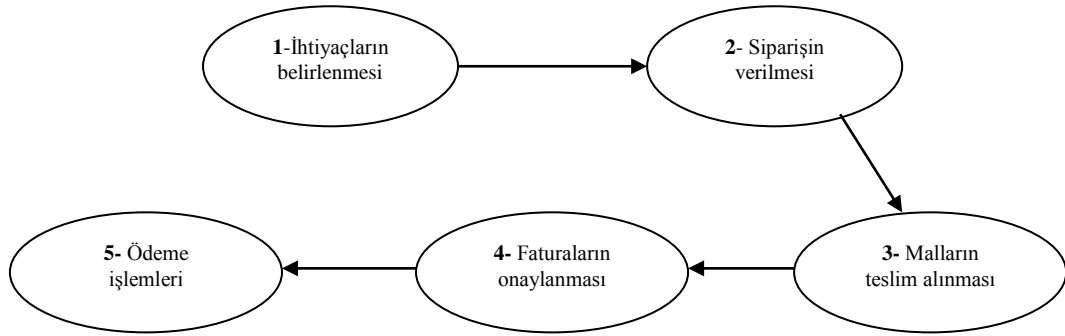 1-İhtiyaçların
belirlenmesi
2- Siparişin
verilmesi
3- Malların
teslim alınması
4- Faturaların
onaylanması
5- Ödeme
işlemleri